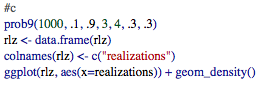 #c
prob9(1000, .1, .9, 3, 4, .3, .3)
rlz <- data.frame(rlz)
colnames(rlz) <- c("realizations")
ggplot(rlz, aes(x=realizations)) + geom_density()